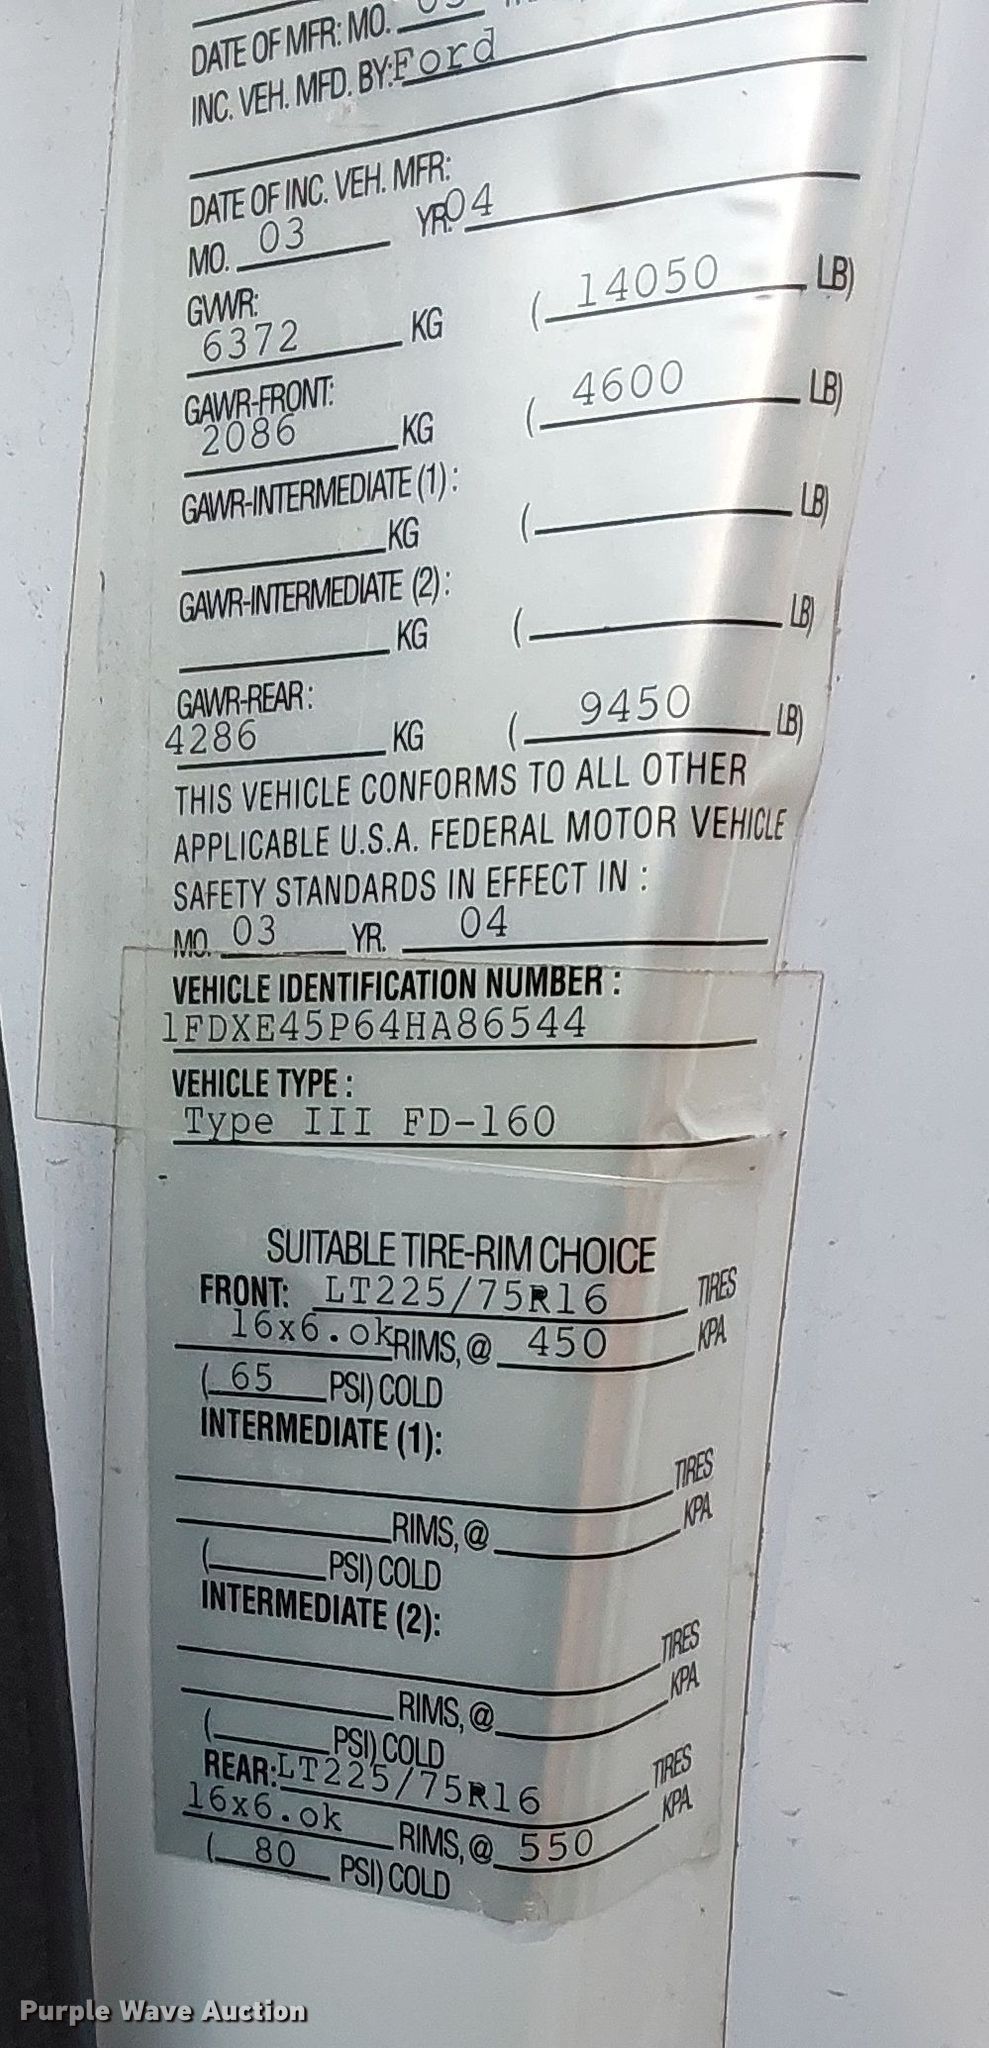 DATE OF MFR: MO.
INC. VEH. MFD. BY: Ford
DATE OF INC. VEH. MFR:
MO. 03 YR. 04
GVWR:
6372 KG ( 14050 LB)
GAWR-FRONT:
2086 KG ( 4600 LB)
GAWR-INTERMEDIATE (1) :
KG ( LB)
GAWR-INTERMEDIATE (2) :
KG ( LB)
GAWR-REAR :
4286 KG ( 9450 LB)
THIS VEHICLE CONFORMS TO ALL OTHER
APPLICABLE U.S.A. FEDERAL MOTOR VEHICLE
SAFETY STANDARDS IN EFFECT IN :
MO. 03 YR. 04
VEHICLE IDENTIFICATION NUMBER :
1FDXE45P64HA86544
VEHICLE TYPE :
Type III FD-160
SUITABLE TIRE-RIM CHOICE
FRONT: LT225/75R16 TIRES
16x6.ok RIMS, @ 450 KPA
( 65 PSI) COLD
INTERMEDIATE (1):
TIRES
RIMS, @ KPA
( PSI) COLD
INTERMEDIATE (2):
TIRES
RIMS, @ KPA
( PSI) COLD
REAR: LT225/75R16 TIRES
16x6.ok RIMS, @ 550 KPA
( 80 PSI) COLD
Purple Wave Auction